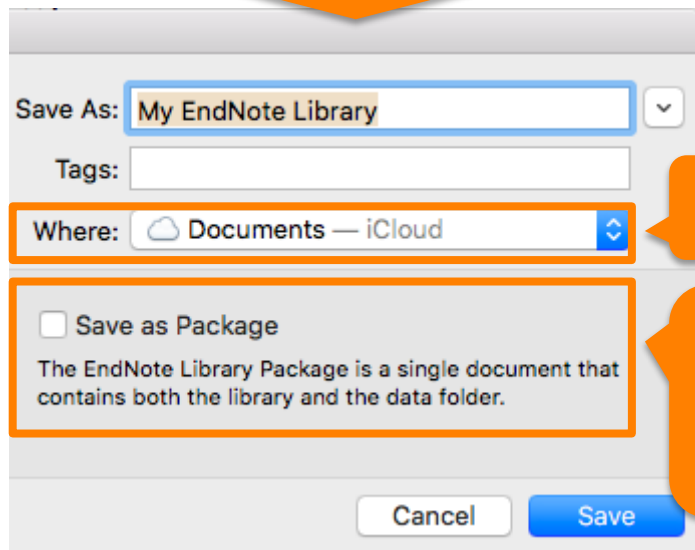 Save As: My EndNote Library
Tags:
Where: Documents — iCloud
Save as Package
The EndNote Library Package is a single document that
contains both the library and the data folder.
Cancel Save